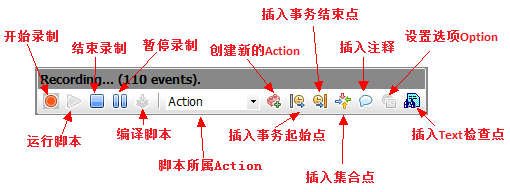 插入事务结束点
开始录制
结束录制
暂停录制
创建新的Action
插入注释
设置选项Option
Recording... (110 events).
Action
运行脚本
编译脚本
脚本所属Action
插入事务起始点
插入集合点
插入Text检查点